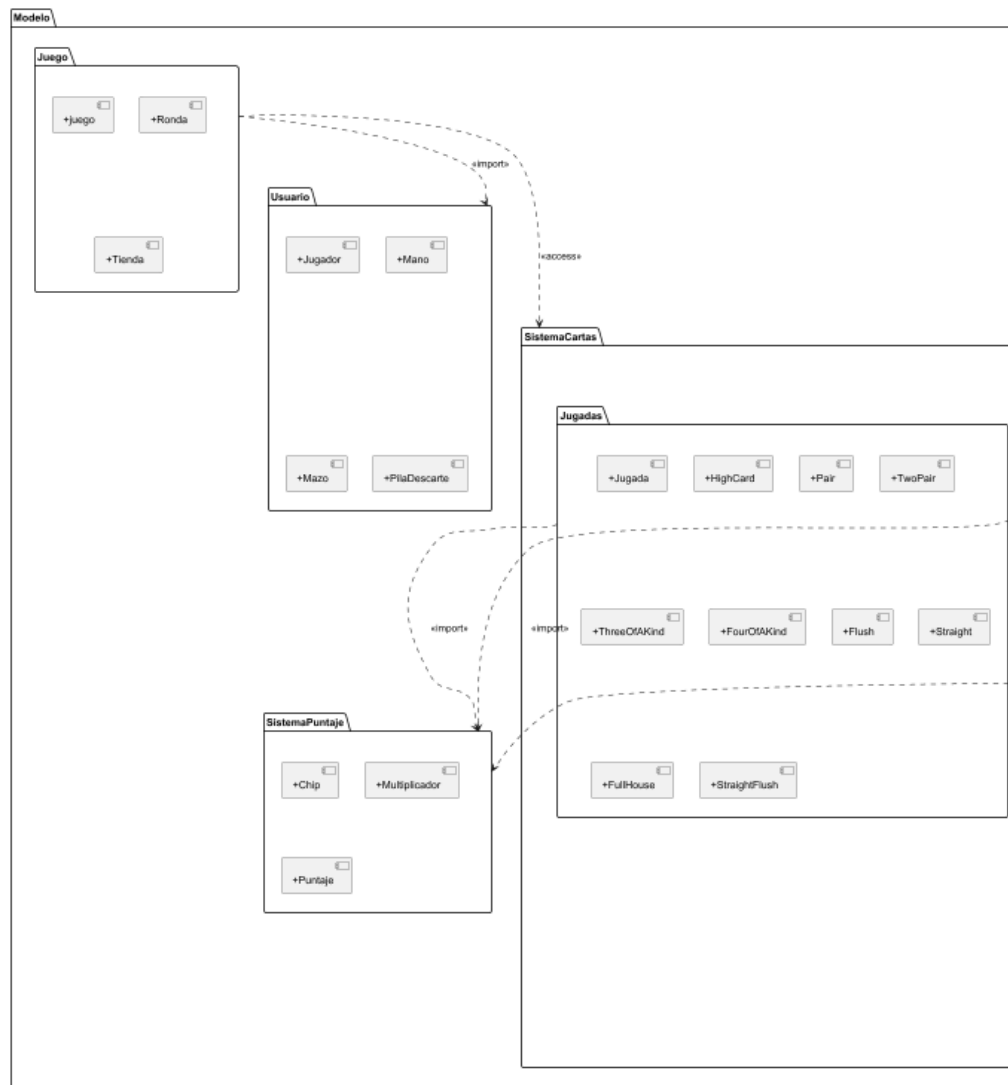 Modelo
Juego
+juego
+Ronda
«import»
Usuario
+Jugador
+Mano
+Tienda
«access»
SistemaCartas
Jugadas
+Mazo
+PilaDescarte
+Jugada
+HighCard
+Pair
+TwoPair
«import»
«import»
+ThreeOfAKind
+FourOfAKind
+Flush
+Straight
SistemaPuntaje
+Chip
+Multiplicador
+FullHouse
+StraightFlush
+Puntaje